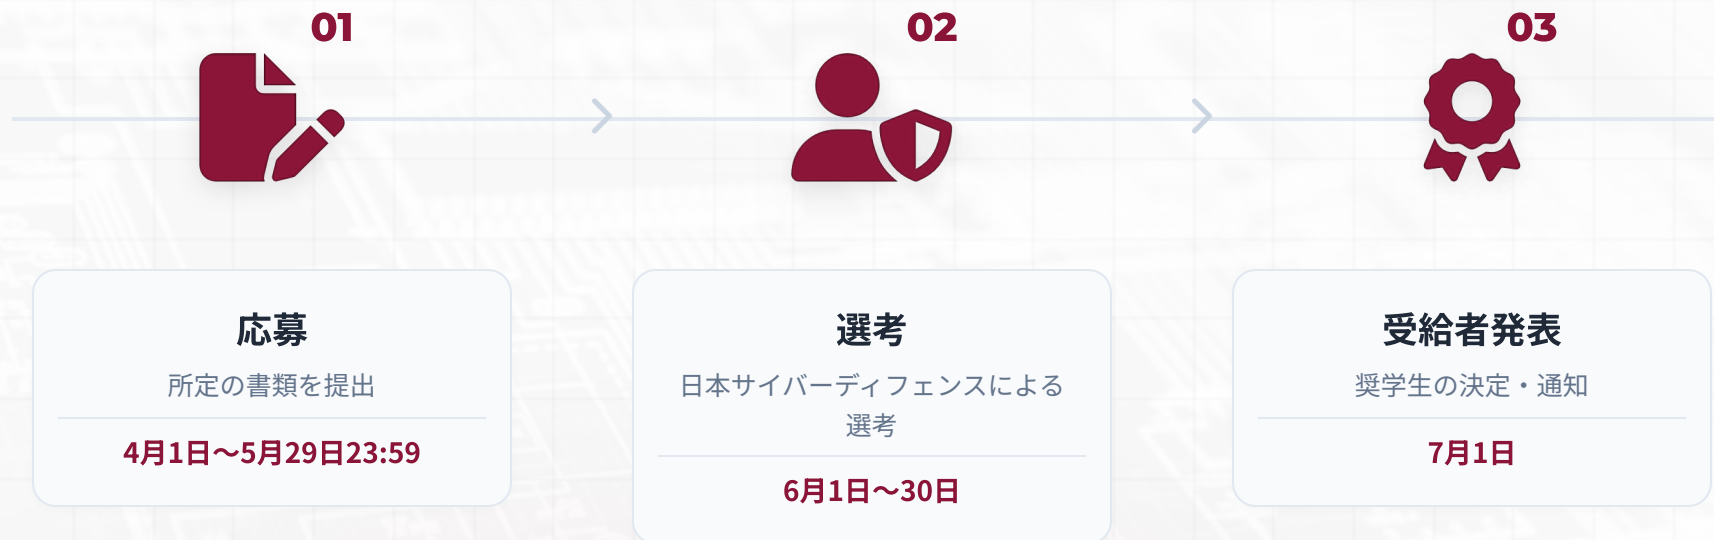 01
応募
所定の書類を提出
4月1日〜5月29日23:59
02
選考
日本サイバーディフェンスによる
選考
6月1日〜30日
03
受給者発表
奨学生の決定・通知
7月1日